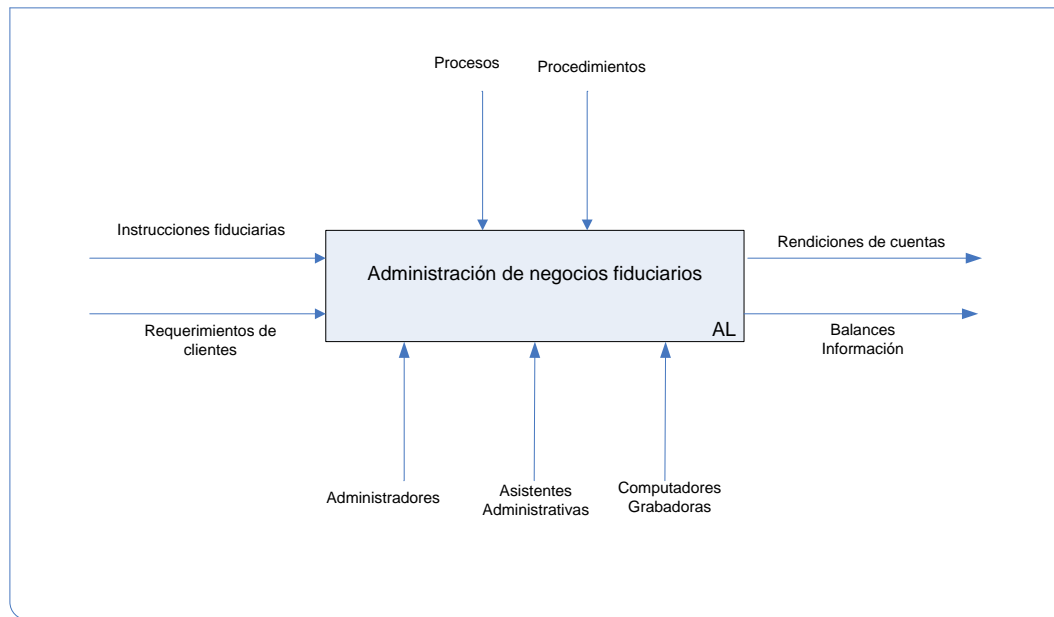 Procesos
Procedimientos
Instrucciones fiduciarias
Rendiciones de cuentas
Administración de negocios fiduciarios
AL
Requerimientos de
clientes
Balances
Información
Administradores
Asistentes
Administrativas
Computadores
Grabadoras